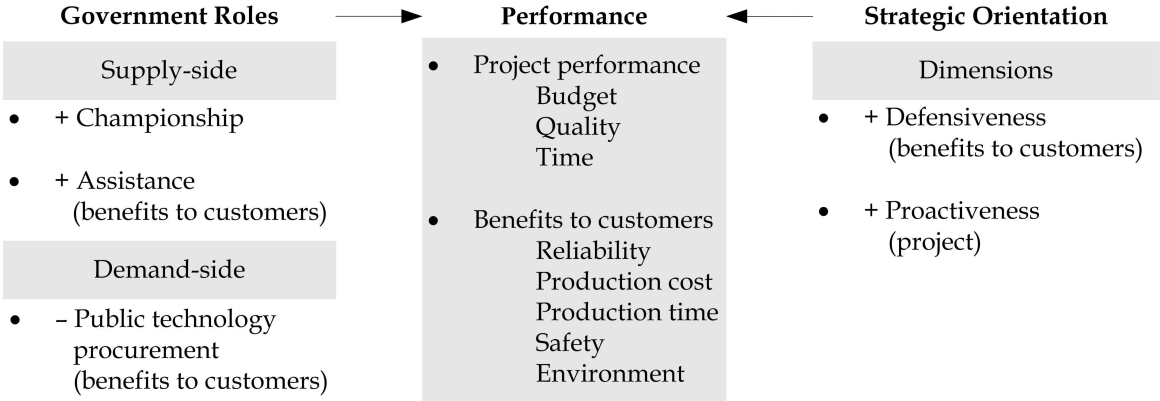 Government Roles
Supply-side
• + Championship
• + Assistance
(benefits to customers)
Demand-side
• – Public technology
procurement
(benefits to customers)
Performance
• Project performance
Budget
Quality
Time
• Benefits to customers
Reliability
Production cost
Production time
Safety
Environment
Strategic Orientation
Dimensions
• + Defensiveness
(benefits to customers)
• + Proactiveness
(project)